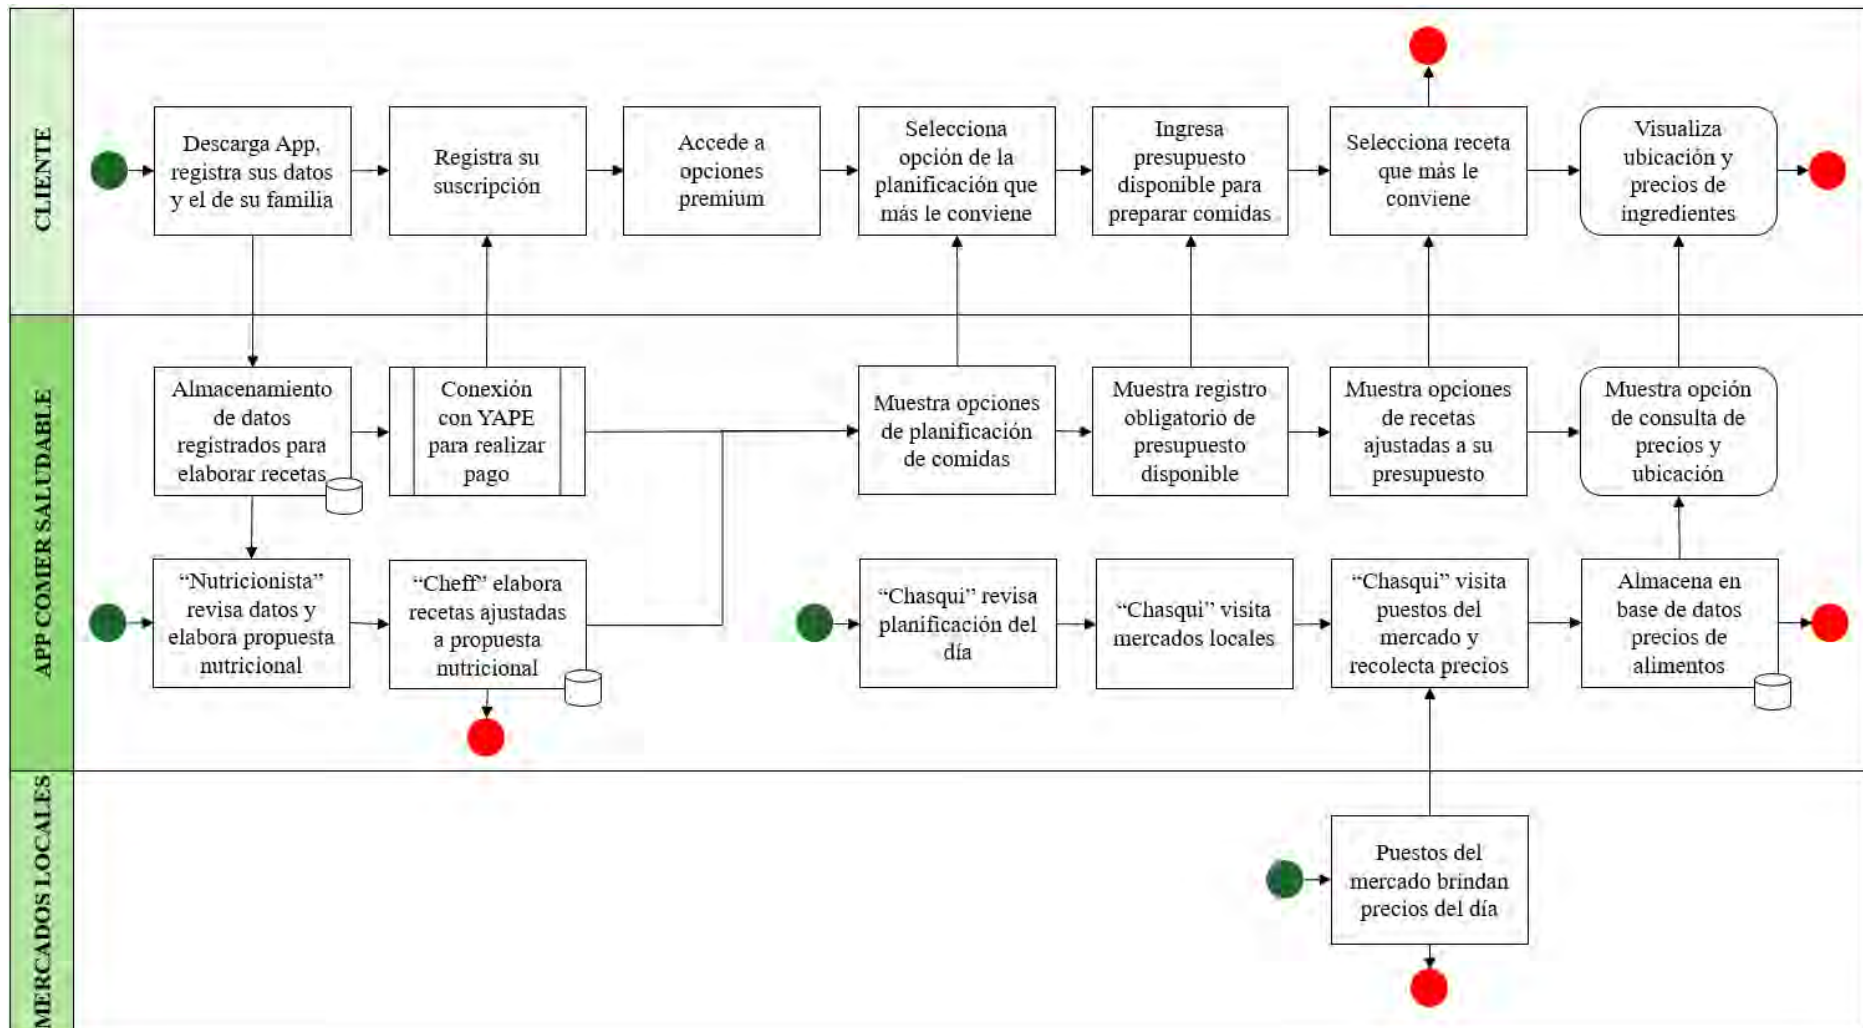 CLIENTE
Descarga App,
registra sus datos
y el de su familia
Registra su
suscripción
Accede a
opciones
premium
Selecciona
opción de la
planificación que
más le conviene
Ingresa
presupuesto
disponible para
preparar comidas
Selecciona receta
que más le
conviene
Visualiza
ubicación y
precios de
ingredientes
APP COMER SALUDABLE
Almacenamiento
de datos
registrados para
elaborar recetas
Conexión
con YAPE
para realizar
pago
Muestra opciones
de planificación
de comidas
Muestra registro
obligatorio de
presupuesto
disponible
Muestra opciones
de recetas
ajustadas a su
presupuesto
Muestra opción
de consulta de
precios y
ubicación
“Nutricionista”
revisa datos y
elabora propuesta
nutricional
“Cheff” elabora
recetas ajustadas
a propuesta
nutricional
“Chasqui” revisa
planificación del
día
“Chasqui” visita
mercados locales
“Chasqui” visita
puestos del
mercado y
recolecta precios
Almacena en
base de datos
precios de
alimentos
MERCADOS LOCALES
Puestos del
mercado brindan
precios del día